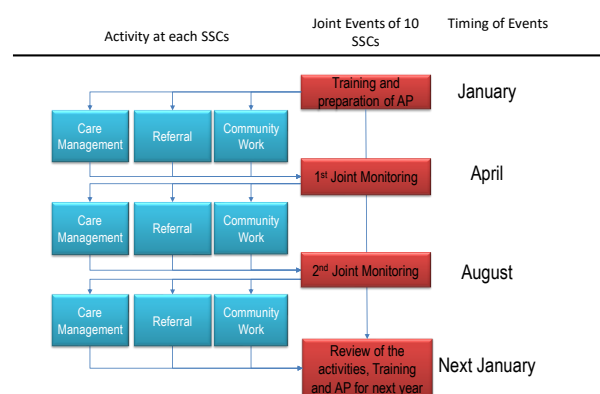 Activity at each SSCs
Joint Events of 10
SSCs
Timing of Events
Training and
preparation of AP
January
Care
Management
Referral
Community
Work
1st Joint Monitoring
April
Care
Management
Referral
Community
Work
2nd Joint Monitoring
August
Care
Management
Referral
Community
Work
Review of the
activities, Training
and AP for next year
Next January